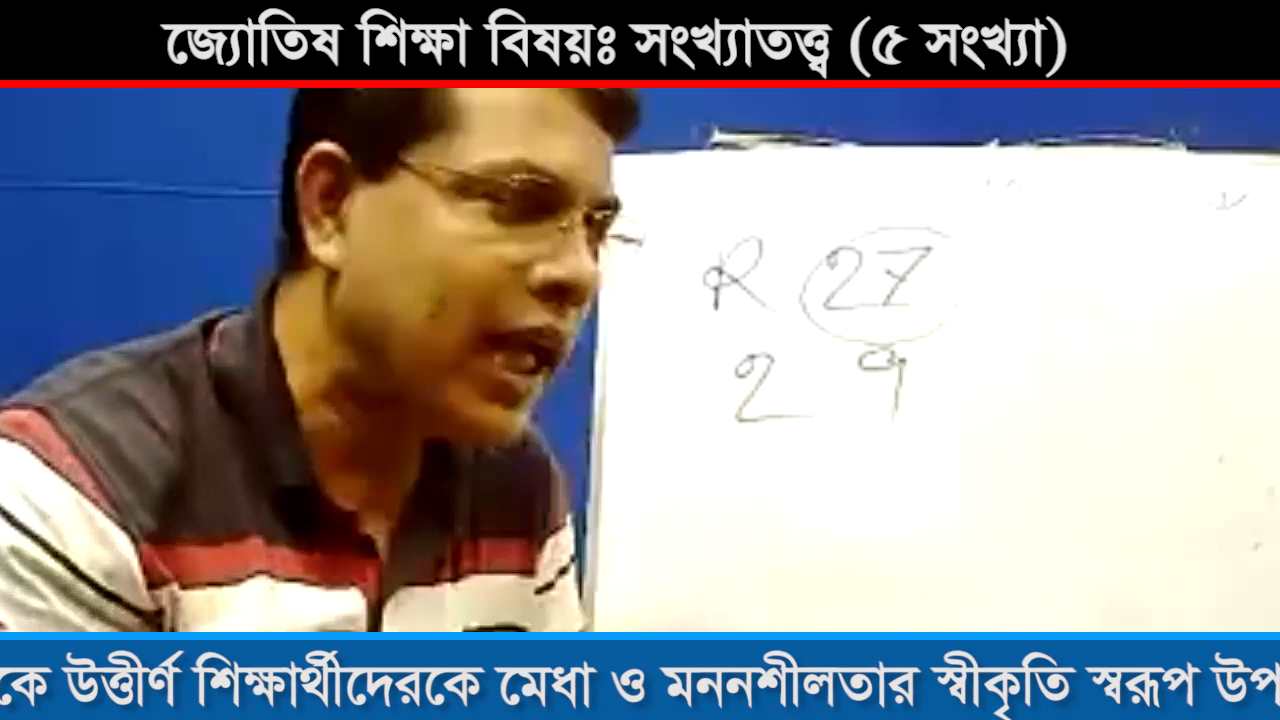 জ্যোতিষ শিক্ষা বিষয়ঃ সংখ্যাতত্ত্ব (৫ সংখ্যা)
R 27
2 9
কে উত্তীর্ণ শিক্ষার্থীদেরকে মেধা ও মননশীলতার স্বীকৃতি স্বরূপ উপ